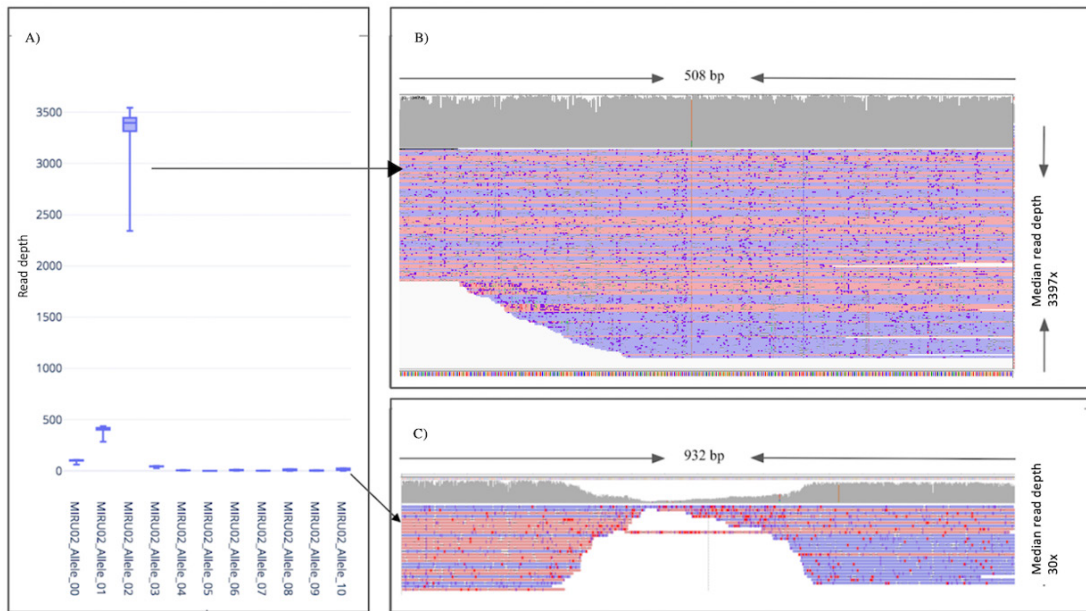 A)
Read depth
3500
3000
2500
2000
1500
1000
500
0
MIRU02_Allele_00
MIRU02_Allele_01
MIRU02_Allele_02
MIRU02_Allele_03
MIRU02_Allele_04
MIRU02_Allele_05
MIRU02_Allele_06
MIRU02_Allele_07
MIRU02_Allele_08
MIRU02_Allele_09
MIRU02_Allele_10
B)
508 bp
Median read depth
3397x
C)
932 bp
Median read depth
30x